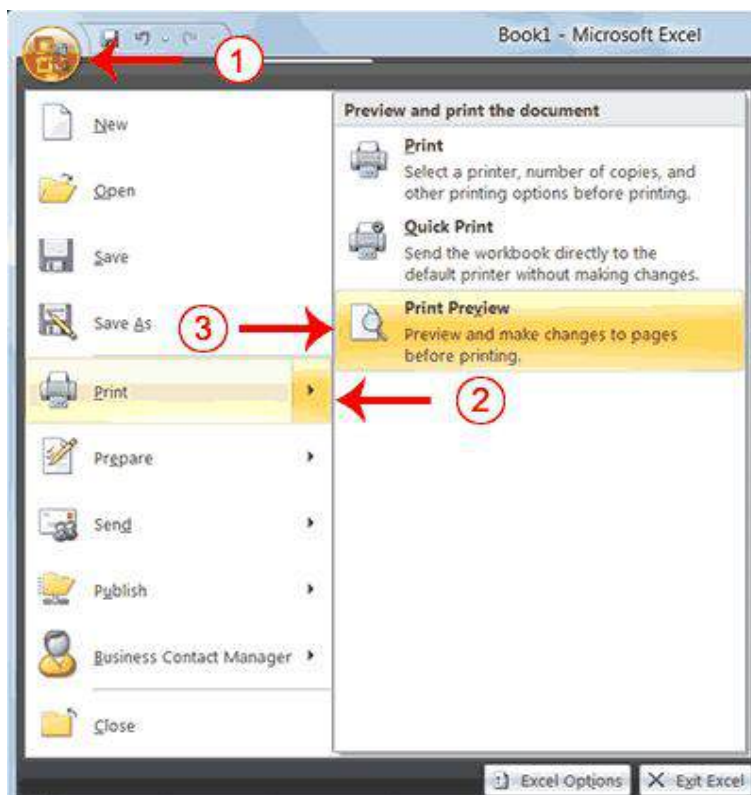 Book1 - Microsoft Excel
1
New
Open
Save
Save As
3
Print
2
Prepare
Send
Publish
Business Contact Manager
Close
Preview and print the document
Print
Select a printer, number of copies, and
other printing options before printing.
Quick Print
Send the workbook directly to the
default printer without making changes.
Print Preview
Preview and make changes to pages
before printing.
Excel Options
Exit Excel